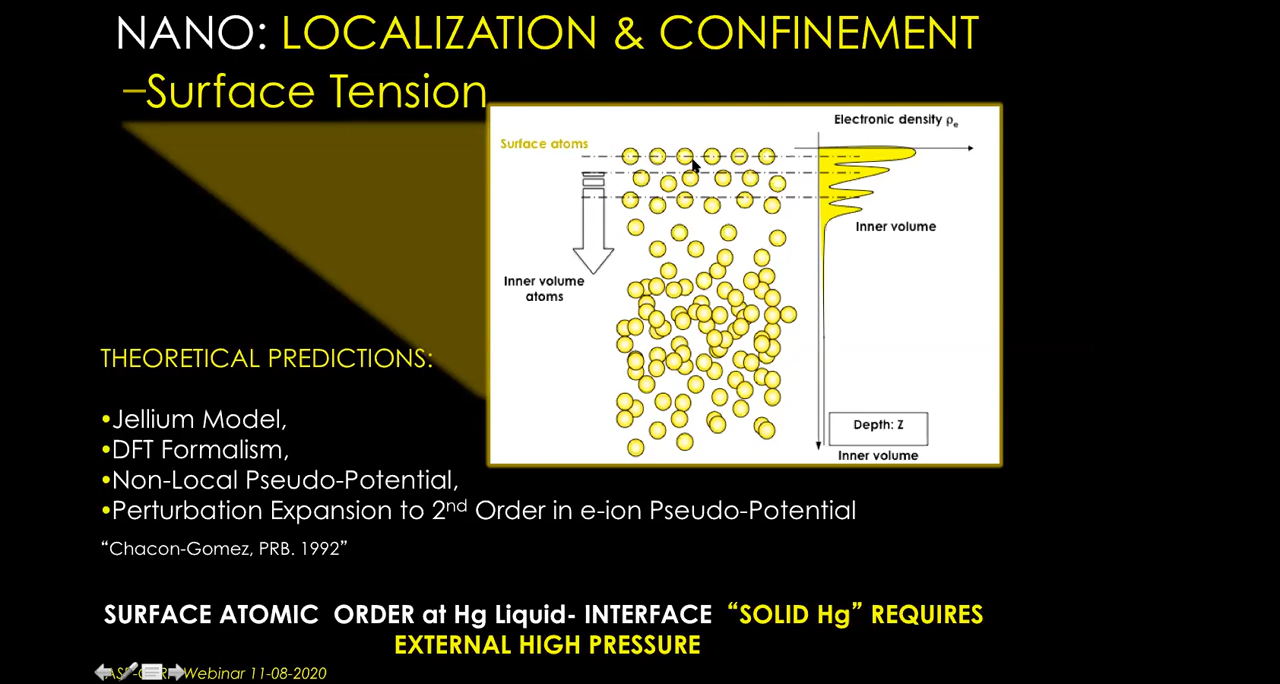 NANO: LOCALIZATION & CONFINEMENT
–Surface Tension
Electronic density ρe
Surface atoms
Inner volume
Inner volume
atoms
Depth: Z
Inner volume
THEORETICAL PREDICTIONS:
•Jellium Model,
•DFT Formalism,
•Non-Local Pseudo-Potential,
•Perturbation Expansion to 2nd Order in e-ion Pseudo-Potential
“Chacon-Gomez, PRB. 1992”
SURFACE ATOMIC ORDER at Hg Liquid- INTERFACE “SOLID Hg” REQUIRES
EXTERNAL HIGH PRESSURE
Webinar 11-08-2020